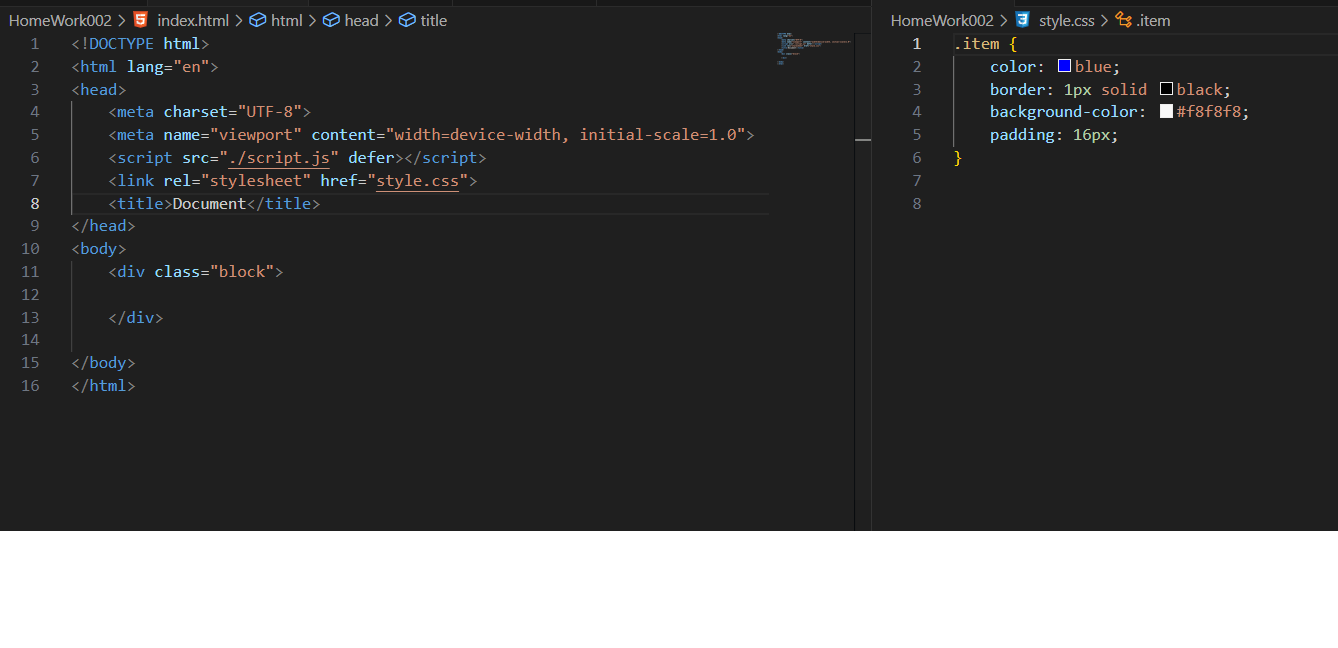 HomeWork002 > index.html > html > head > title
1 <!DOCTYPE html>
2 <html lang="en">
3 <head>
4     <meta charset="UTF-8">
5     <meta name="viewport" content="width=device-width, initial-scale=1.0">
6     <script src="./script.js" defer></script>
7     <link rel="stylesheet" href="style.css">
8     <title>Document</title>
9 </head>
10 <body>
11     <div class="block">
12
13     </div>
14
15 </body>
16 </html>
HomeWork002 > style.css > .item
1 .item {
2     color: blue;
3     border: 1px solid black;
4     background-color: #f8f8f8;
5     padding: 16px;
6 }
7
8